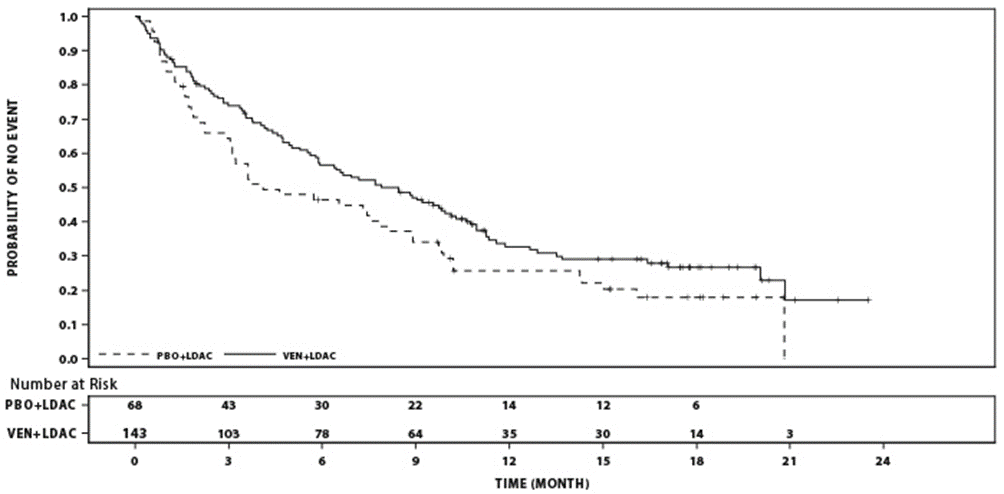 PROBABILITY OF NO EVENT
1.0
0.9
0.8
0.7
0.6
0.5
0.4
0.3
0.2
0.1
0.0
PBO+LDAC VEN+LDAC
Number at Risk
PBO+LDAC 68 43 30 22 14 12 6
VEN+LDAC 143 103 78 64 35 30 14 3
0 3 6 9 12 15 18 21 24
TIME (MONTH)